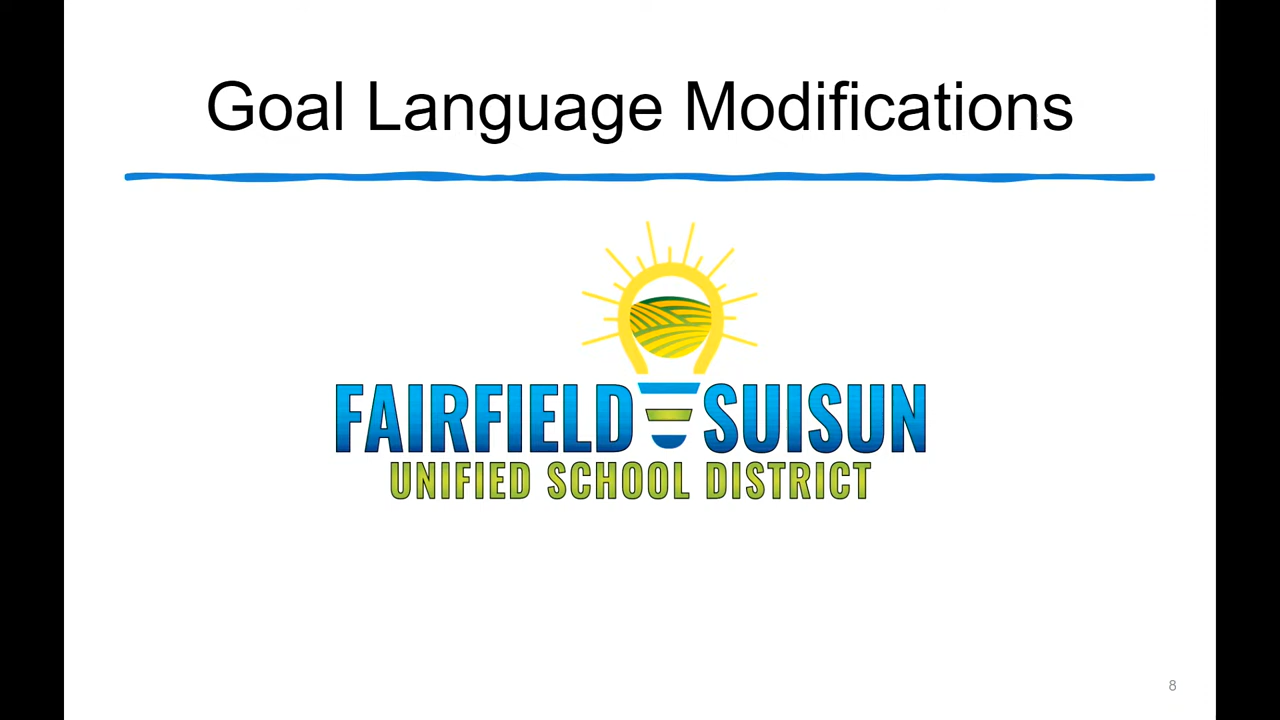 Goal Language Modifications
FAIRFIELD SUISUN
UNIFIED SCHOOL DISTRICT
8